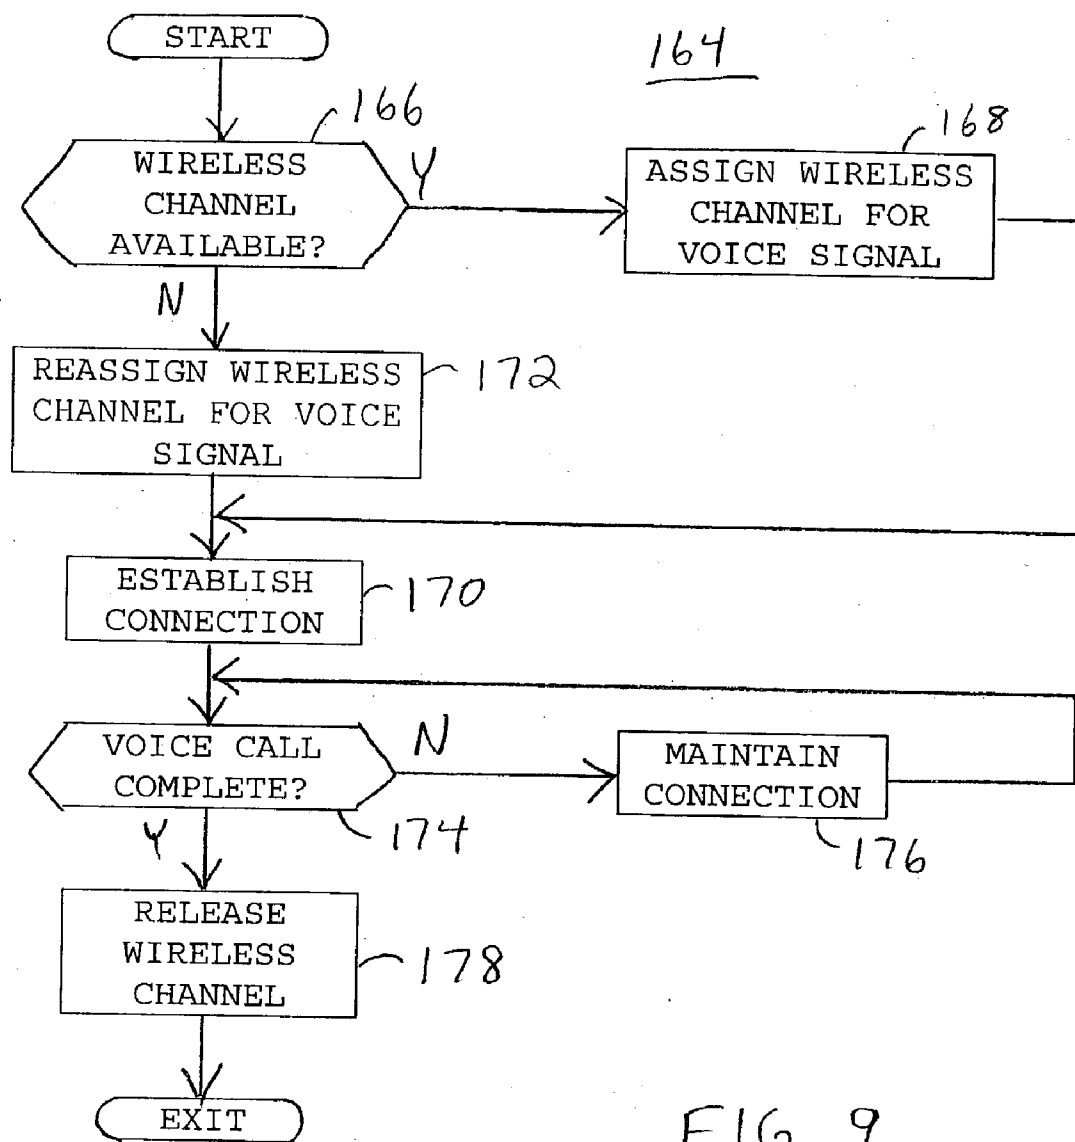 START
164
166
WIRELESS
CHANNEL
AVAILABLE?
Y
168
ASSIGN WIRELESS
CHANNEL FOR
VOICE SIGNAL
N
REASSIGN WIRELESS
CHANNEL FOR VOICE
SIGNAL
172
ESTABLISH
CONNECTION
170
VOICE CALL
COMPLETE?
N
174
MAINTAIN
CONNECTION
176
Y
RELEASE
WIRELESS
CHANNEL
178
EXIT
FIG. 9